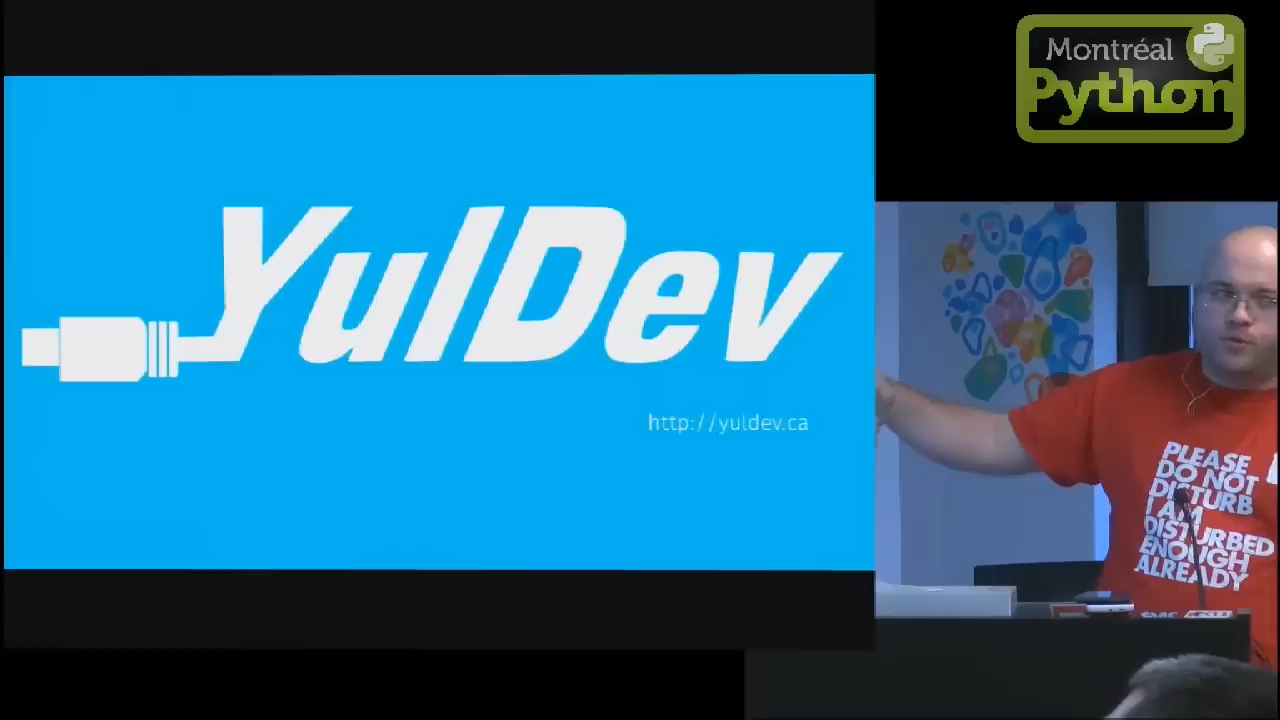 Montréal
Python
YulDev
http://yuldev.ca
PLEASE
DO NOT
DISTURB
I AM
DISTURBED
ENOUGH
ALREADY